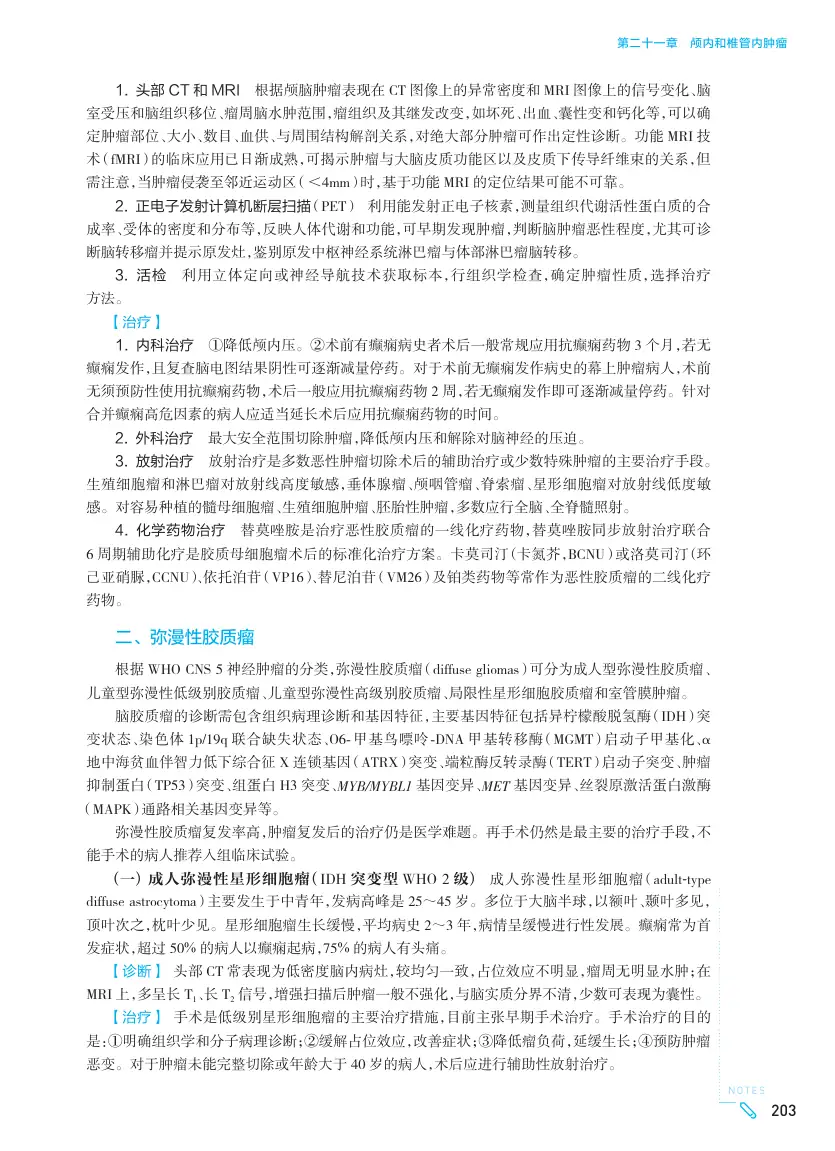 第二十一章 颅内和椎管内肿瘤
1. 头部 CT 和 MRI 根据颅脑肿瘤表现在 CT 图像上的异常密度和 MRI 图像上的信号变化、脑
室受压和脑组织移位、瘤周脑水肿范围,瘤组织及其继发改变,如坏死、出血、囊性变和钙化等,可以确
定肿瘤部位、大小、数目、血供、与周围结构解剖关系,对绝大部分肿瘤可作出定性诊断。功能 MRI 技
术(fMRI)的临床应用已日渐成熟,可揭示肿瘤与大脑皮质功能区以及皮质下传导纤维束的关系,但
需注意,当肿瘤侵袭至邻近运动区(<4mm)时,基于功能 MRI 的定位结果可能不可靠。
2. 正电子发射计算机断层扫描(PET) 利用能发射正电子核素,测量组织代谢活性蛋白质的合
成率、受体的密度和分布等,反映人体代谢和功能,可早期发现肿瘤,判断脑肿瘤恶性程度,尤其可诊
断脑转移瘤并提示原发灶,鉴别原发中枢神经系统淋巴瘤与体部淋巴瘤脑转移。
3. 活检 利用立体定向或神经导航技术获取标本,行组织学检查,确定肿瘤性质,选择治疗
方法。
【治疗】
1. 内科治疗 ①降低颅内压。②术前有癫痫病史者术后一般常规应用抗癫痫药物 3 个月,若无
癫痫发作,且复查脑电图结果阴性可逐渐减量停药。对于术前无癫痫发作病史的幕上肿瘤病人,术前
无须预防性使用抗癫痫药物,术后一般应用抗癫痫药物 2 周,若无癫痫发作即可逐渐减量停药。针对
合并癫痫高危因素的病人应适当延长术后应用抗癫痫药物的时间。
2. 外科治疗 最大安全范围切除肿瘤,降低颅内压和解除对脑神经的压迫。
3. 放射治疗 放射治疗是多数恶性肿瘤切除术后的辅助治疗或少数特殊肿瘤的主要治疗手段。
生殖细胞瘤和淋巴瘤对放射线高度敏感,垂体腺瘤、颅咽管瘤、脊索瘤、星形细胞瘤对放射线低度敏
感。对容易种植的髓母细胞瘤、生殖细胞肿瘤、胚胎性肿瘤,多数应行全脑、全脊髓照射。
4. 化学药物治疗 替莫唑胺是治疗恶性胶质瘤的一线化疗药物,替莫唑胺同步放射治疗联合
6 周期辅助化疗是胶质母细胞瘤术后的标准化治疗方案。卡莫司汀(卡氮芥,BCNU)或洛莫司汀(环
己亚硝脲,CCNU)、依托泊苷(VP16)、替尼泊苷(VM26)及铂类药物等常作为恶性胶质瘤的二线化疗
药物。
二、弥漫性胶质瘤
根据 WHO CNS 5 神经肿瘤的分类,弥漫性胶质瘤(diffuse gliomas)可分为成人型弥漫性胶质瘤、
儿童型弥漫性低级别胶质瘤、儿童型弥漫性高级别胶质瘤、局限性星形细胞胶质瘤和室管膜肿瘤。
脑胶质瘤的诊断需包含组织病理诊断和基因特征,主要基因特征包括异柠檬酸脱氢酶(IDH)突
变状态、染色体 1p/19q 联合缺失状态、O6-甲基鸟嘌呤-DNA 甲基转移酶(MGMT)启动子甲基化、α
地中海贫血伴智力低下综合征 X 连锁基因(ATRX)突变、端粒酶反转录酶(TERT)启动子突变、肿瘤
抑制蛋白(TP53)突变、组蛋白 H3 突变、MYB/MYBL1 基因变异、MET 基因变异、丝裂原激活蛋白激酶
(MAPK)通路相关基因变异等。
弥漫性胶质瘤复发率高,肿瘤复发后的治疗仍是医学难题。再手术仍然是最主要的治疗手段,不
能手术的病人推荐入组临床试验。
(一)成人弥漫性星形细胞瘤(IDH 突变型 WHO 2 级) 成人弥漫性星形细胞瘤(adult-type
diffuse astrocytoma)主要发生于中青年,发病高峰是 25～45 岁。多位于大脑半球,以额叶、颞叶多见,
顶叶次之,枕叶少见。星形细胞瘤生长缓慢,平均病史 2～3 年,病情呈缓慢进行性发展。癫痫常为首
发症状,超过 50% 的病人以癫痫起病,75% 的病人有头痛。
【诊断】 头部 CT 常表现为低密度脑内病灶,较均匀一致,占位效应不明显,瘤周无明显水肿;在
MRI 上,多呈长 T₁、长 T₂ 信号,增强扫描后肿瘤一般不强化,与脑实质分界不清,少数可表现为囊性。
【治疗】 手术是低级别星形细胞瘤的主要治疗措施,目前主张早期手术治疗。手术治疗的目的
是:①明确组织学和分子病理诊断;②缓解占位效应,改善症状;③降低瘤负荷,延缓生长;④预防肿瘤
恶变。对于肿瘤未能完整切除或年龄大于 40 岁的病人,术后应进行辅助性放射治疗。
NOTES
203